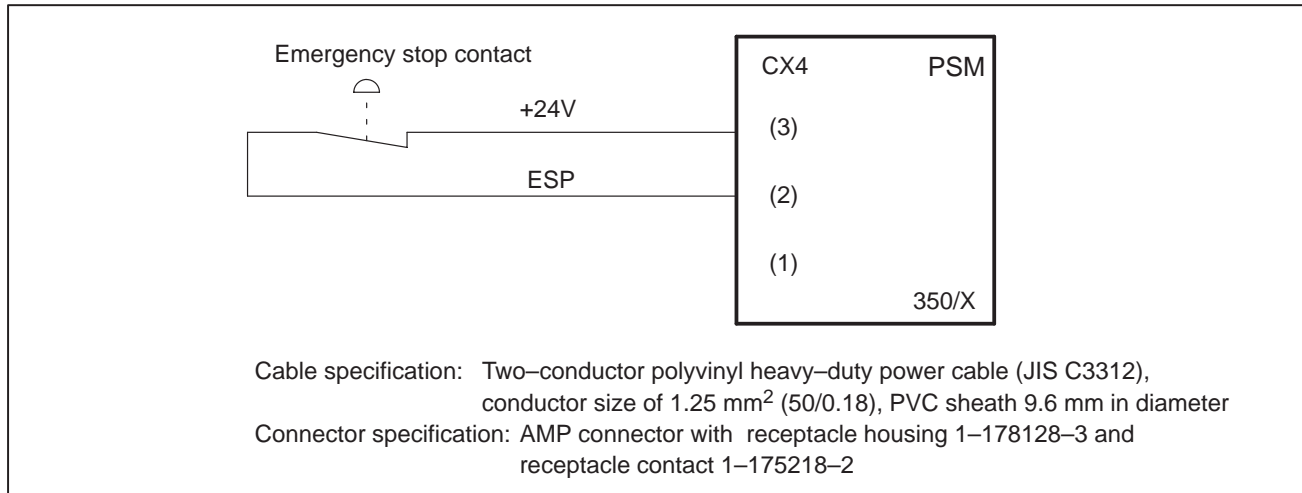 Emergency stop contact
CX4 PSM
+24V
(3)
ESP
(2)
(1)
350/X
Cable specification: Two–conductor polyvinyl heavy–duty power cable (JIS C3312),
conductor size of 1.25 mm² (50/0.18), PVC sheath 9.6 mm in diameter
Connector specification: AMP connector with receptacle housing 1–178128–3 and
receptacle contact 1–175218–2